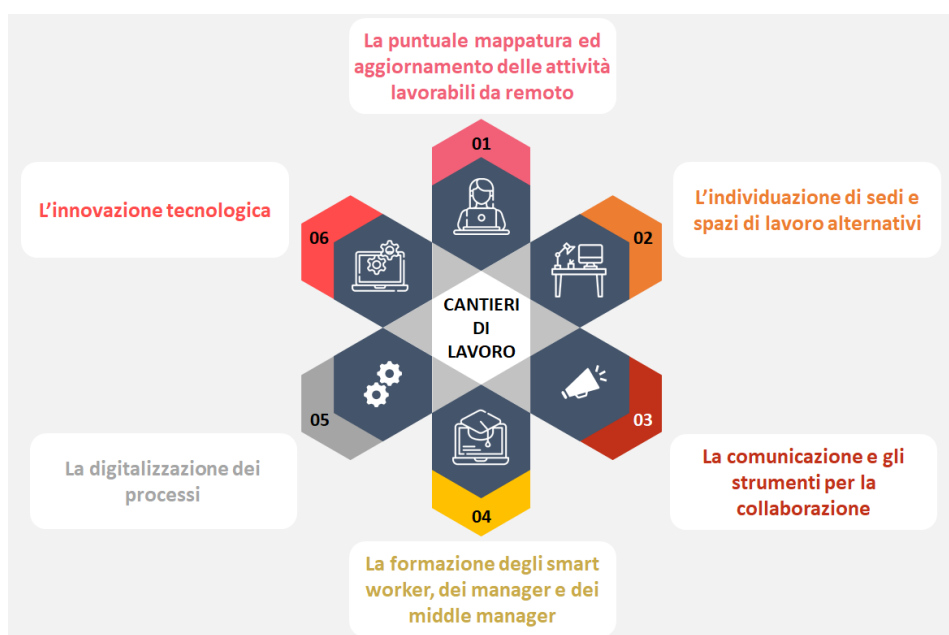 La puntuale mappatura ed
aggiornamento delle attività
lavorabili da remoto
01
L'individuazione di sedi e
spazi di lavoro alternativi
02
03
La comunicazione e gli
strumenti per la
collaborazione
04
La formazione degli smart
worker, dei manager e dei
middle manager
05
La digitalizzazione dei
processi
L'innovazione tecnologica
06
CANTIERI
DI
LAVORO